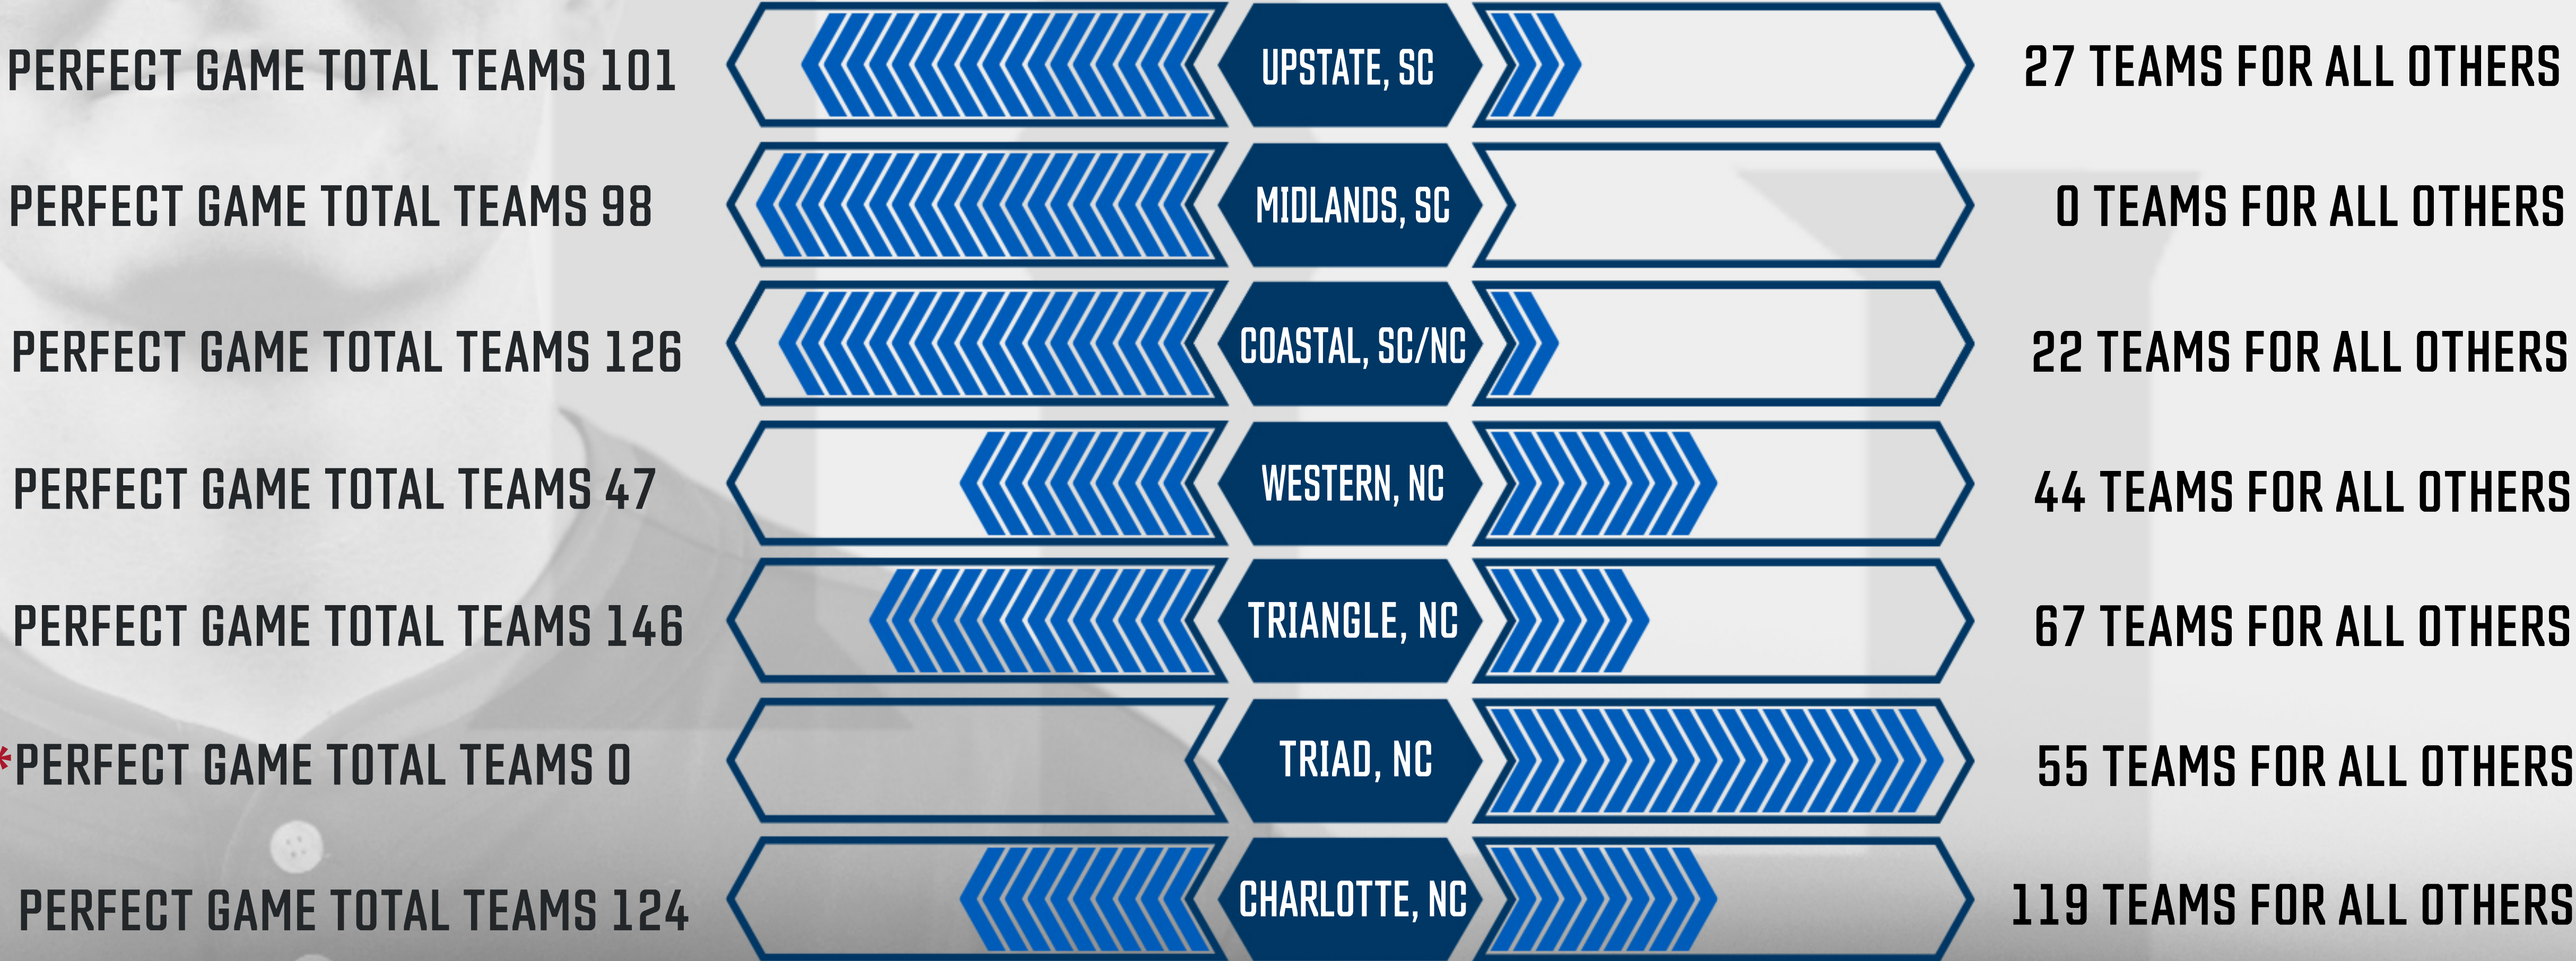 PERFECT GAME TOTAL TEAMS 101 UPSTATE, SC 27 TEAMS FOR ALL OTHERS
PERFECT GAME TOTAL TEAMS 98 MIDLANDS, SC 0 TEAMS FOR ALL OTHERS
PERFECT GAME TOTAL TEAMS 126 COASTAL, SC/NC 22 TEAMS FOR ALL OTHERS
PERFECT GAME TOTAL TEAMS 47 WESTERN, NC 44 TEAMS FOR ALL OTHERS
PERFECT GAME TOTAL TEAMS 146 TRIANGLE, NC 67 TEAMS FOR ALL OTHERS
*PERFECT GAME TOTAL TEAMS 0 TRIAD, NC 55 TEAMS FOR ALL OTHERS
PERFECT GAME TOTAL TEAMS 124 CHARLOTTE, NC 119 TEAMS FOR ALL OTHERS